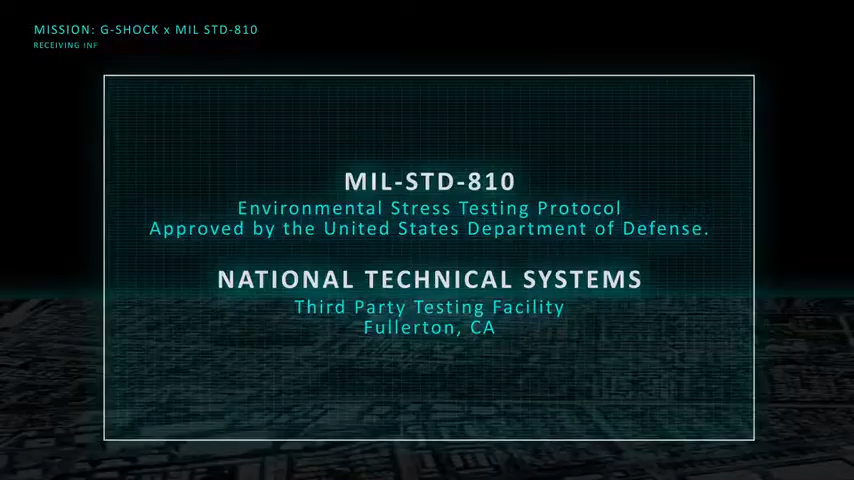 MISSION: G-SHOCK x MIL STD-810
RECEIVING INF
MIL-STD-810
Environmental Stress Testing Protocol
Approved by the United States Department of Defense.
NATIONAL TECHNICAL SYSTEMS
Third Party Testing Facility
Fullerton, CA